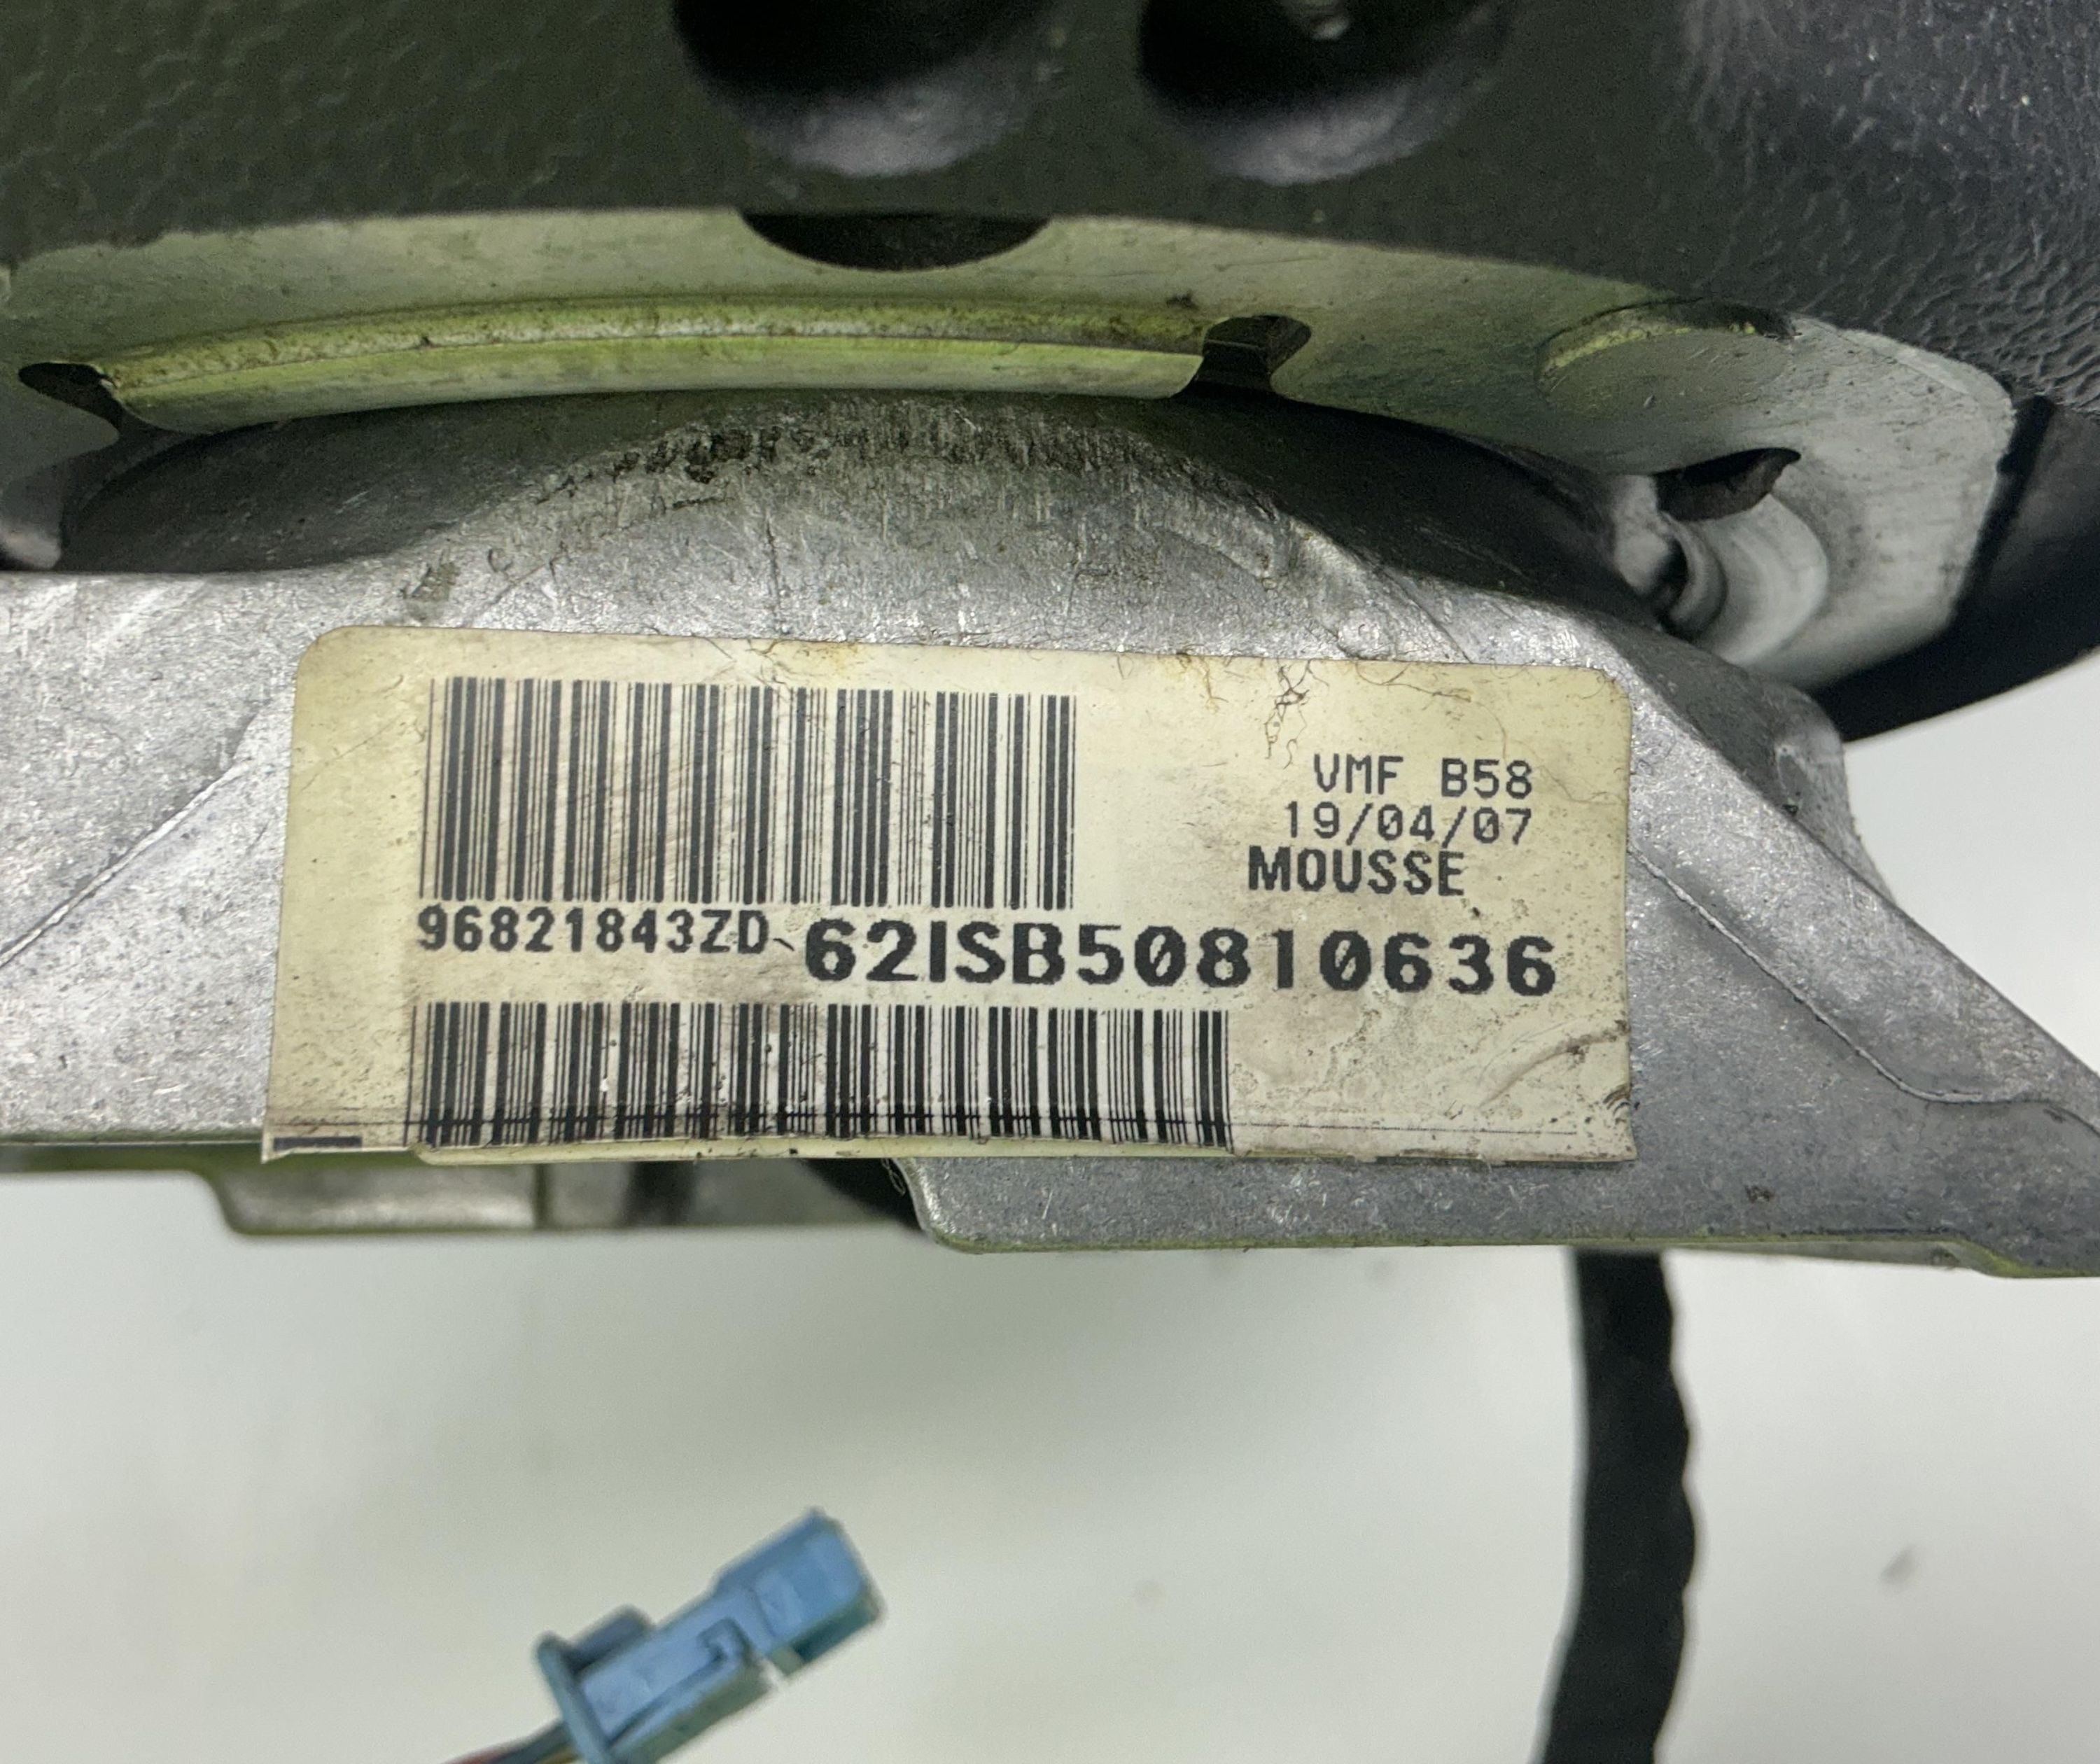 VMF B58
19/04/07
MOUSSE
96821843ZD 62ISB50810636